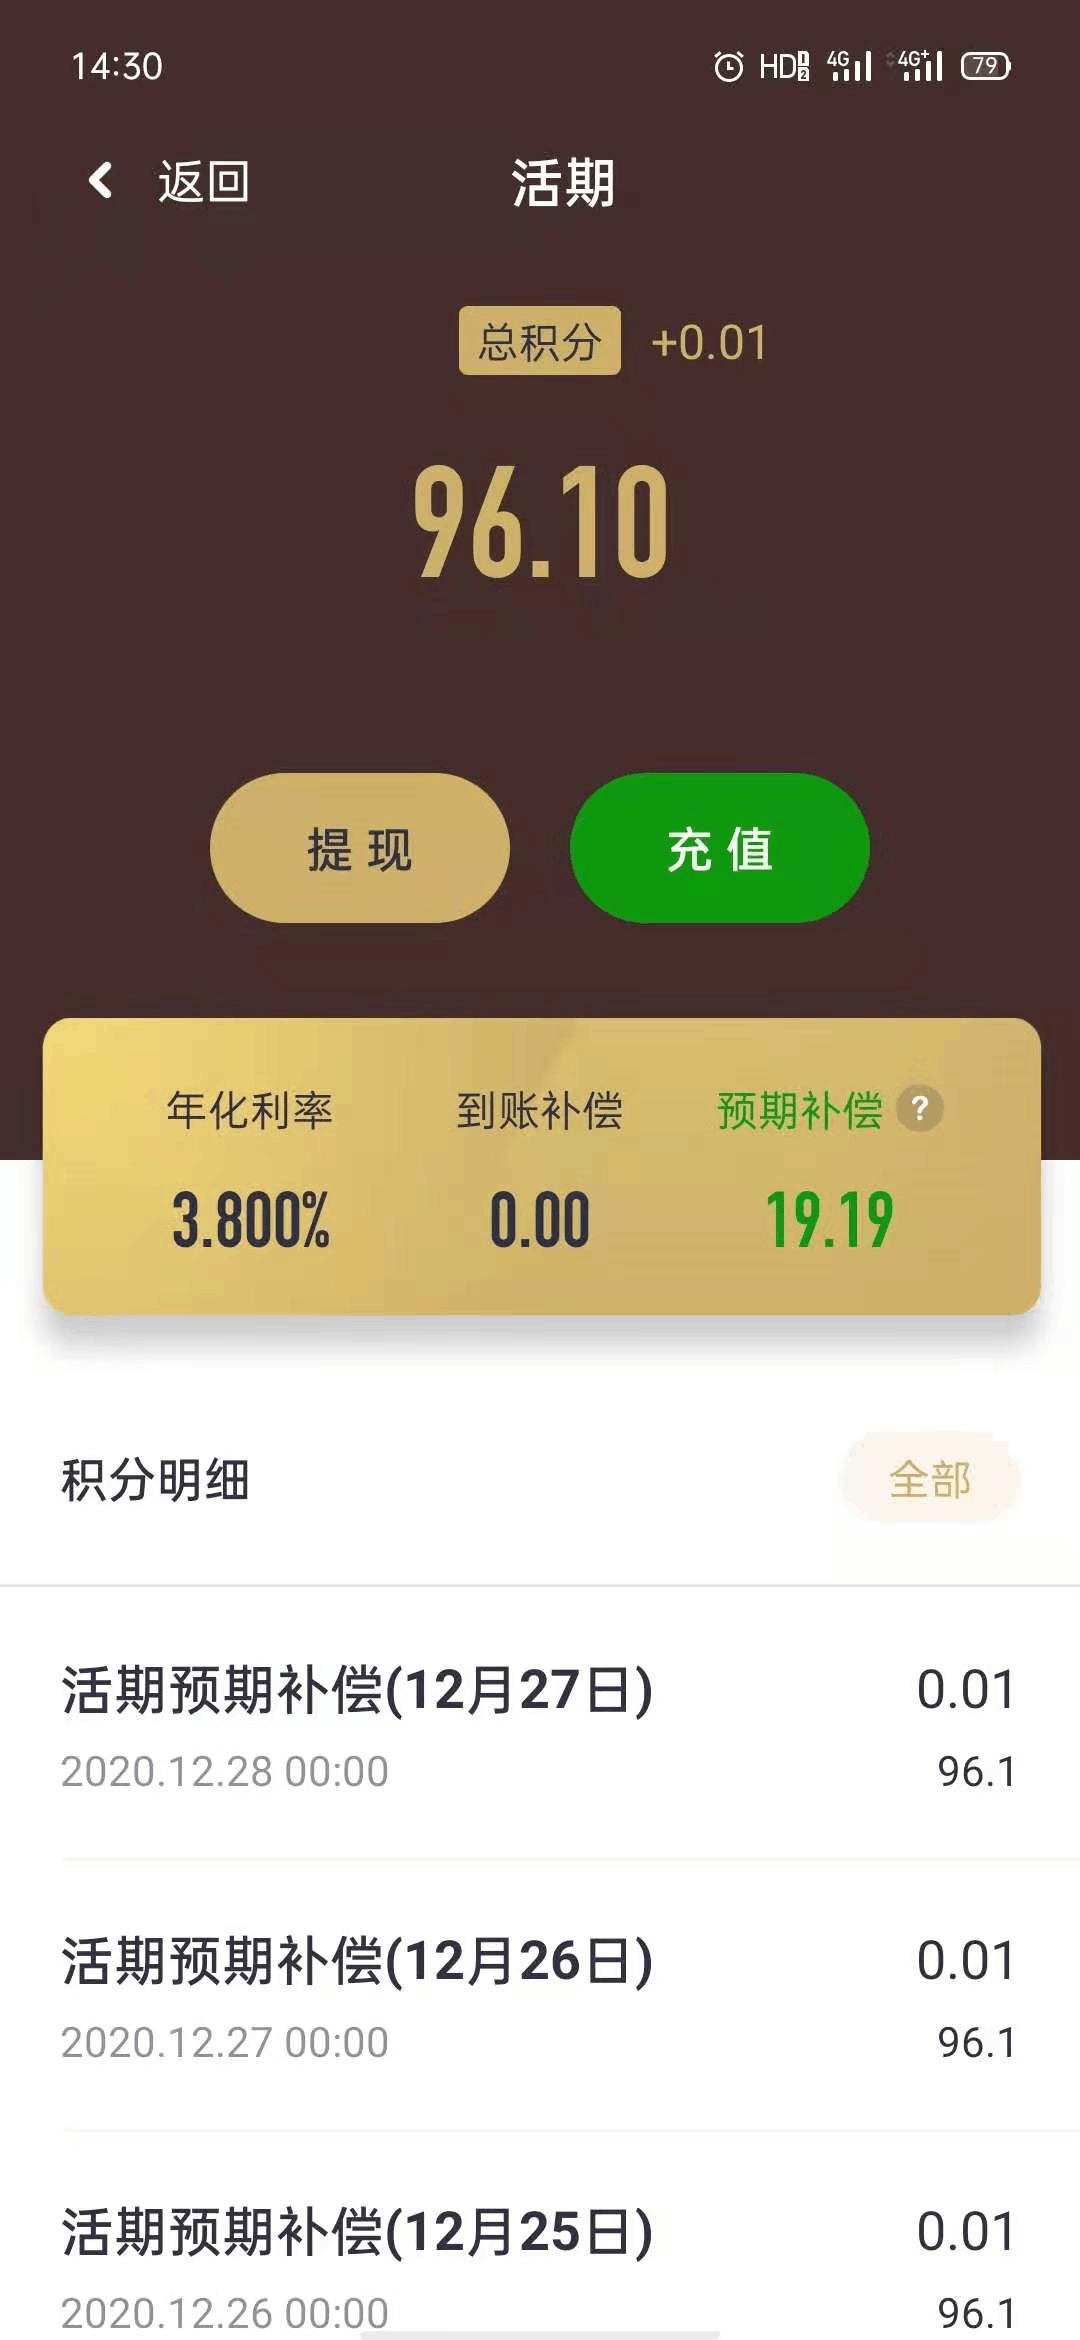 14:30 HD 1 2 4G 4G+ 79
返回 活期
总积分 +0.01
96.10
提现 充值
年化利率 到账补偿 预期补偿 ?
3.800% 0.00 19.19
积分明细 全部
活期预期补偿(12月27日) 0.01
2020.12.28 00:00 96.1
活期预期补偿(12月26日) 0.01
2020.12.27 00:00 96.1
活期预期补偿(12月25日) 0.01
2020.12.26 00:00 96.1